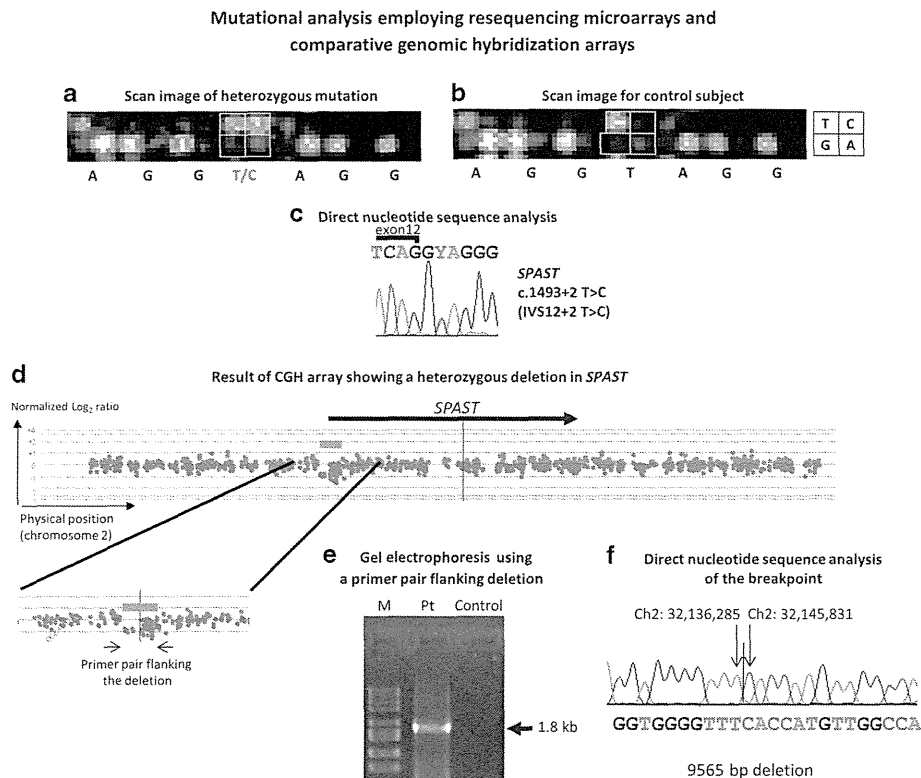 Mutational analysis employing resequencing microarrays and
comparative genomic hybridization arrays
a Scan image of heterozygous mutation
A G G T/C A G G
b Scan image for control subject
T C
G A
A G G T A G G
c Direct nucleotide sequence analysis
exon12
TCAGGYAGGG
SPAST
c.1493+2 T>C
(IVS12+2 T>C)
d Result of CGH array showing a heterozygous deletion in SPAST
Normalized Log2 ratio
SPAST
Physical position
(chromosome 2)
Primer pair flanking
the deletion
e Gel electrophoresis using
a primer pair flanking deletion
M Pt Control
1.8 kb
f Direct nucleotide sequence analysis
of the breakpoint
Ch2: 32,136,285 Ch2: 32,145,831
GGTGGGGTTTCACCATGTTGGCCA
9565 bp deletion